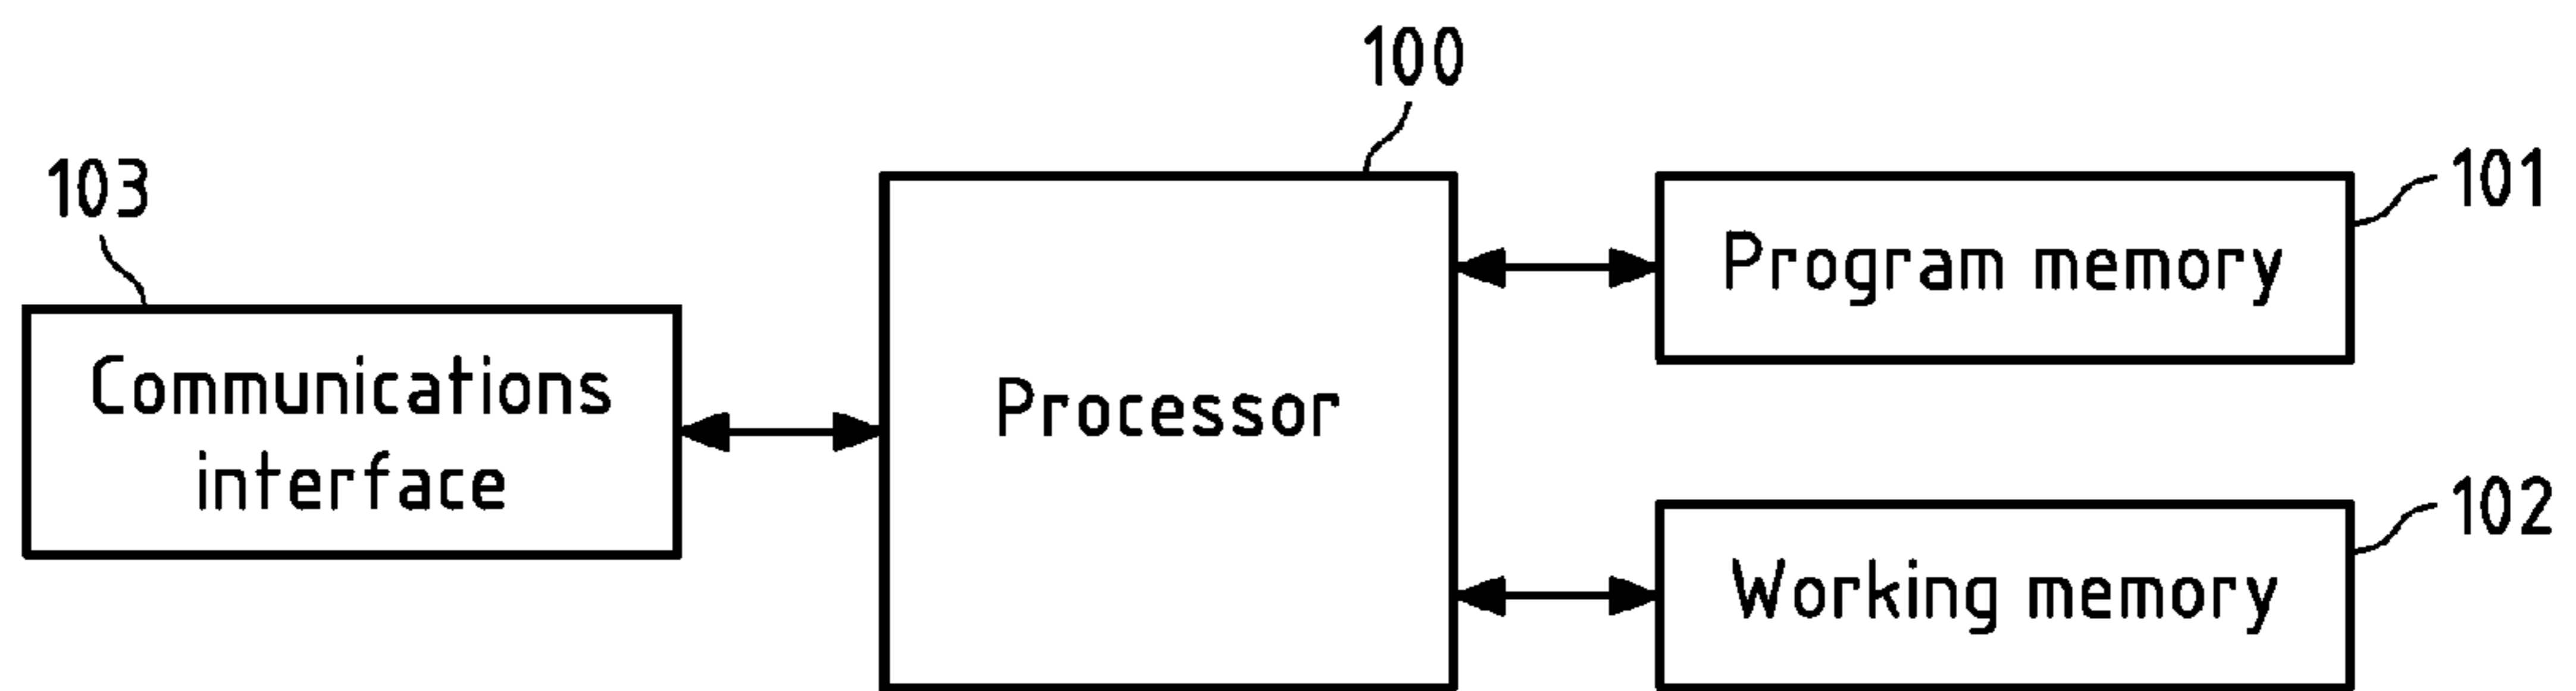 100
103
101
Program memory
Communications
interface
Processor
102
Working memory